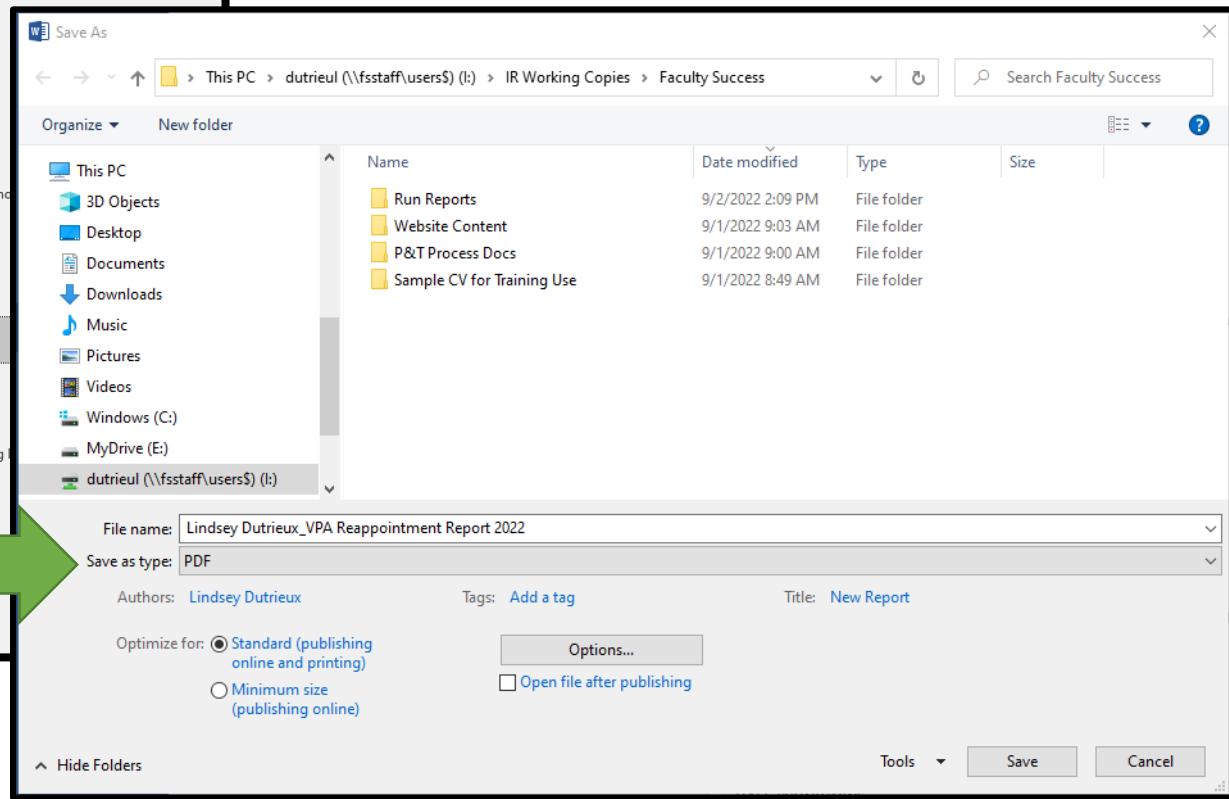 Save As
This PC > dutrieul (\\fsstaff\users$) (I:) > IR Working Copies > Faculty Success
Search Faculty Success
Organize
New folder
This PC
3D Objects
Desktop
Documents
Downloads
Music
Pictures
Videos
Windows (C:)
MyDrive (E:)
dutrieul (\\fsstaff\users$) (I:)
Name Date modified Type Size
Run Reports 9/2/2022 2:09 PM File folder
Website Content 9/1/2022 9:03 AM File folder
P&T Process Docs 9/1/2022 9:00 AM File folder
Sample CV for Training Use 9/1/2022 8:49 AM File folder
File name: Lindsey Dutrieux_VPA Reappointment Report 2022
Save as type: PDF
Authors: Lindsey Dutrieux Tags: Add a tag Title: New Report
Optimize for: Standard (publishing
online and printing)
Minimum size
(publishing online)
Options...
Open file after publishing
Hide Folders
Tools
Save
Cancel